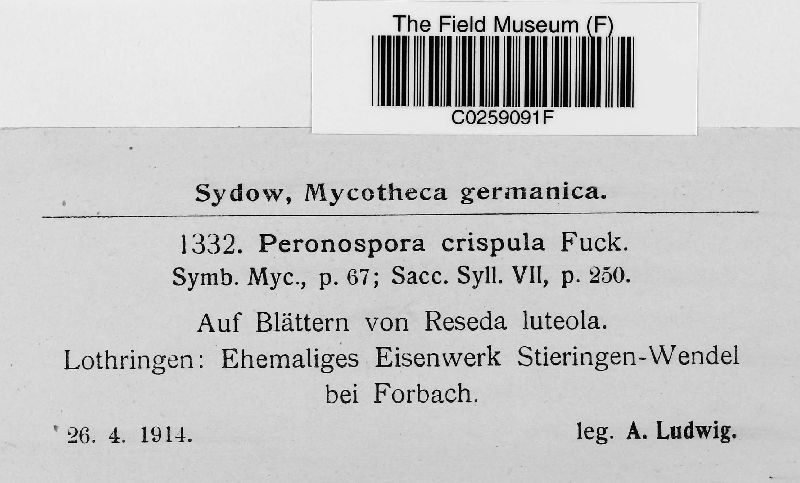 The Field Museum (F)
C0259091F
Sydow, Mycotheca germanica.
1332. Peronospora crispula Fuck.
Symb. Myc., p. 67; Sacc. Syll. VII, p. 250.
Auf Blättern von Reseda luteola.
Lothringen: Ehemaliges Eisenwerk Stieringen-Wendel
bei Forbach.
26. 4. 1914. leg. A. Ludwig.